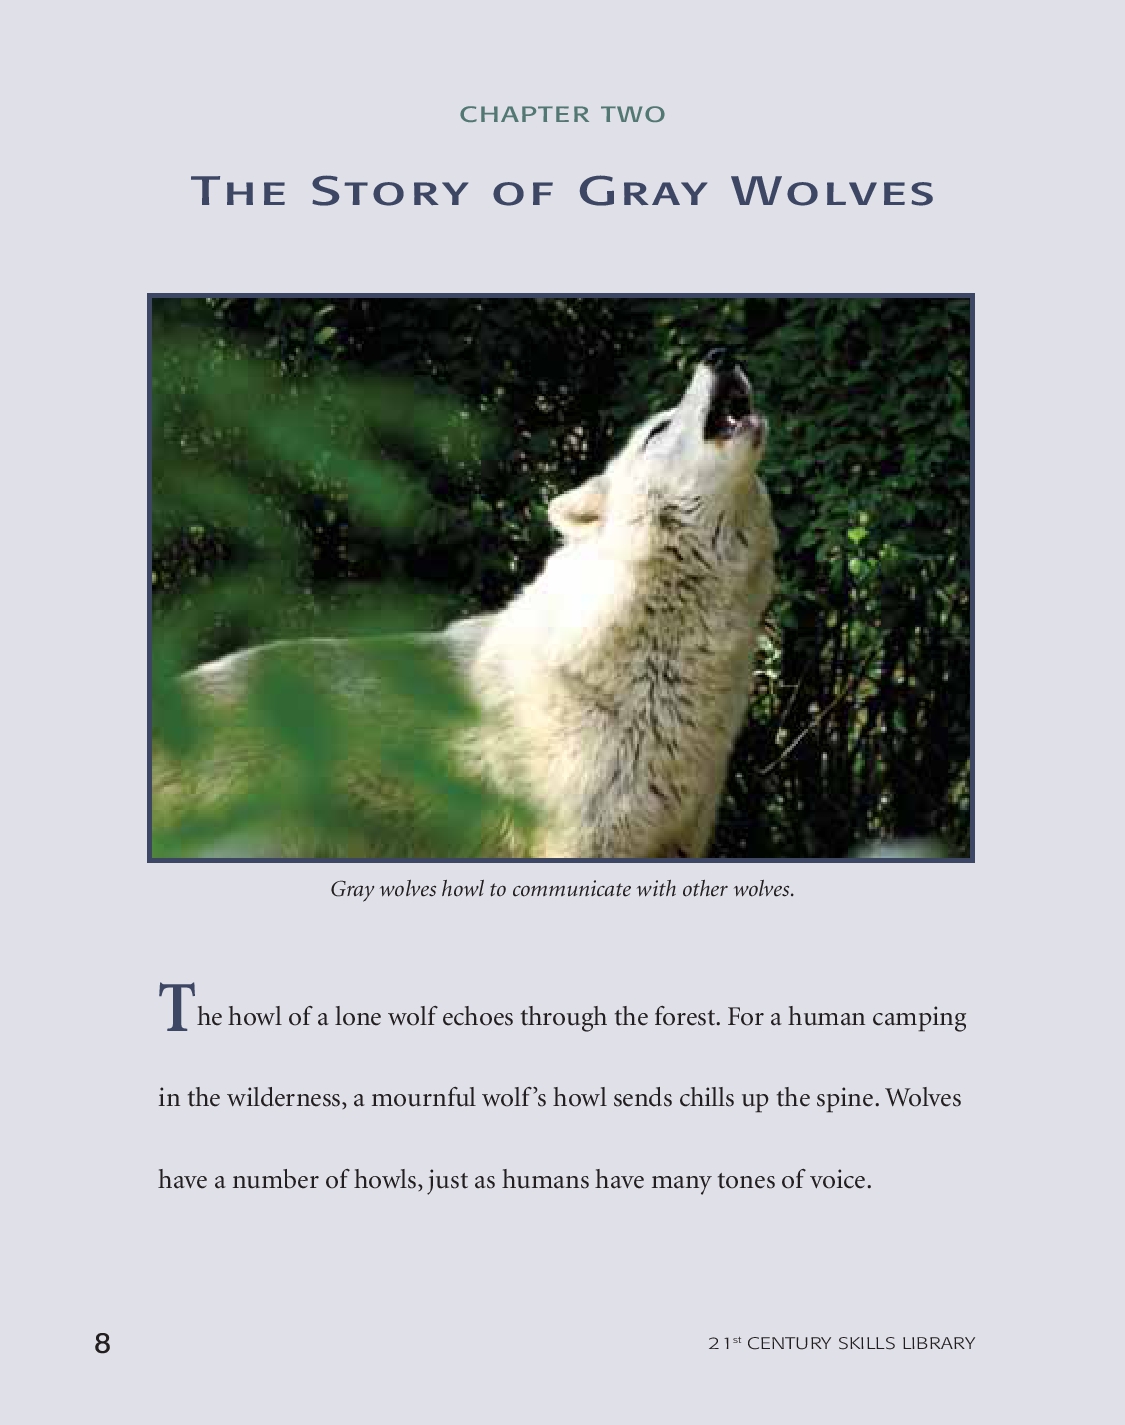 CHAPTER TWO
THE STORY OF GRAY WOLVES
Gray wolves howl to communicate with other wolves.
The howl of a lone wolf echoes through the forest. For a human camping
in the wilderness, a mournful wolf’s howl sends chills up the spine. Wolves
have a number of howls, just as humans have many tones of voice.
8
21st CENTURY SKILLS LIBRARY